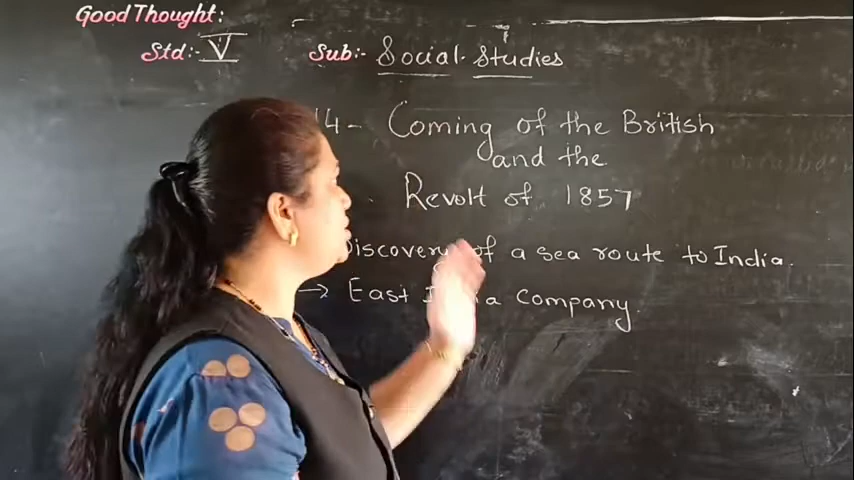 Good Thought:
Std:- V Sub:- Social Studies
14 - Coming of the British
and the
Revolt of 1857
Discovery of a sea route to India.
→ East India Company